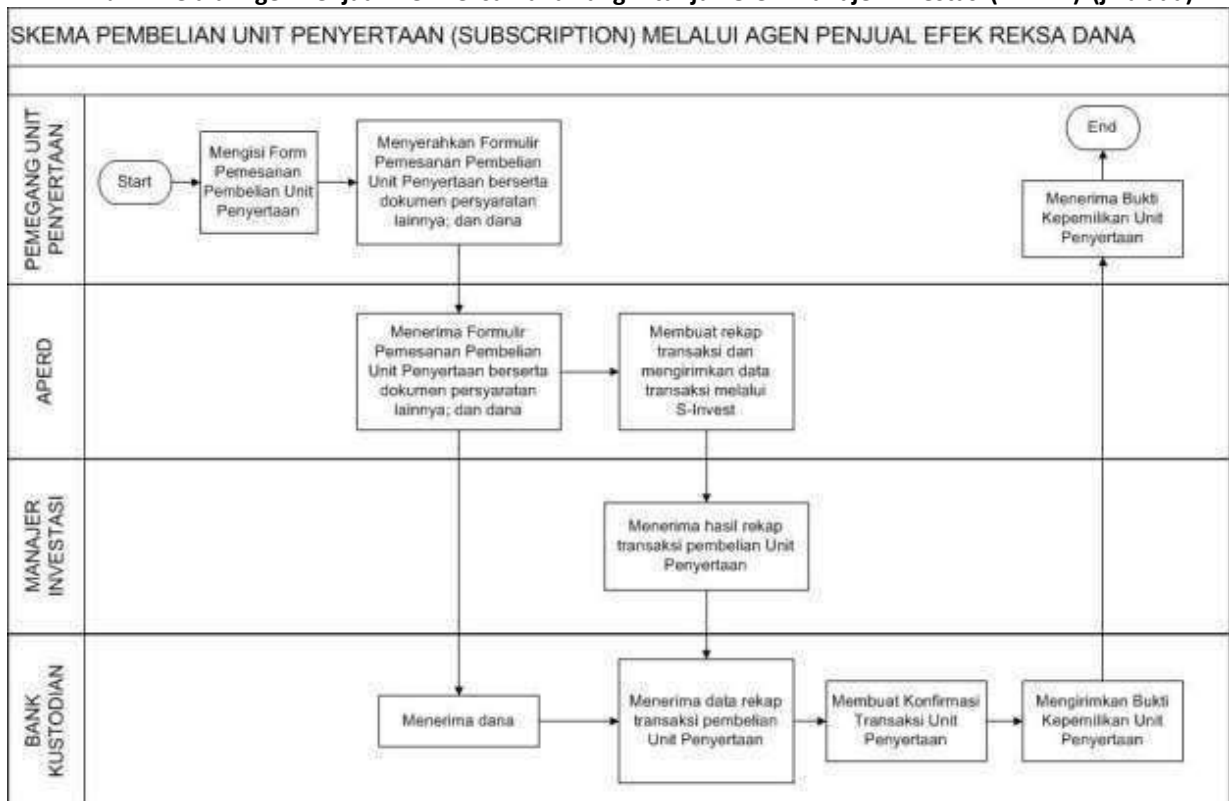 SKEMA PEMBELIAN UNIT PENYERTAAN (SUBSCRIPTION) MELALUI AGEN PENJUAL EFEK REKSA DANA
PEMEGANG UNIT
PENYERTAAN
Start
Mengisi Form
Pemesanan
Pembelian Unit
Penyertaan
Menyerahkan Formulir
Pemesanan Pembelian
Unit Penyertaan berserta
dokumen persyaratan
lainnya; dan dana
End
Menerima Bukti
Kepemilikan Unit
Penyertaan
APERD
Menerima Formulir
Pemesanan Pembelian
Unit Penyertaan berserta
dokumen persyaratan
lainnya; dan dana
Membuat rekap
transaksi dan
mengirimkan data
transaksi melalui
S-Invest
MANAJER
INVESTASI
Menerima hasil rekap
transaksi pembelian Unit
Penyertaan
BANK
KUSTODIAN
Menerima dana
Menerima data rekap
transaksi pembelian
Unit Penyertaan
Membuat Konfirmasi
Transaksi Unit
Penyertaan
Mengirimkan Bukti
Kepemilikan Unit
Penyertaan